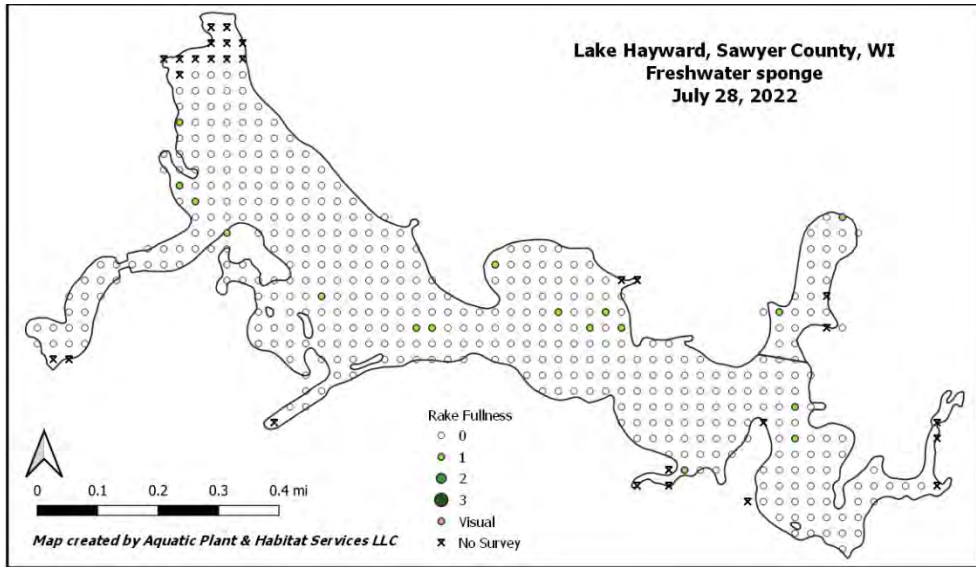 Lake Hayward, Sawyer County, WI
Freshwater sponge
July 28, 2022
Rake Fullness
0
1
2
3
Visual
No Survey
0 0.1 0.2 0.3 0.4 mi
Map created by Aquatic Plant & Habitat Services LLC